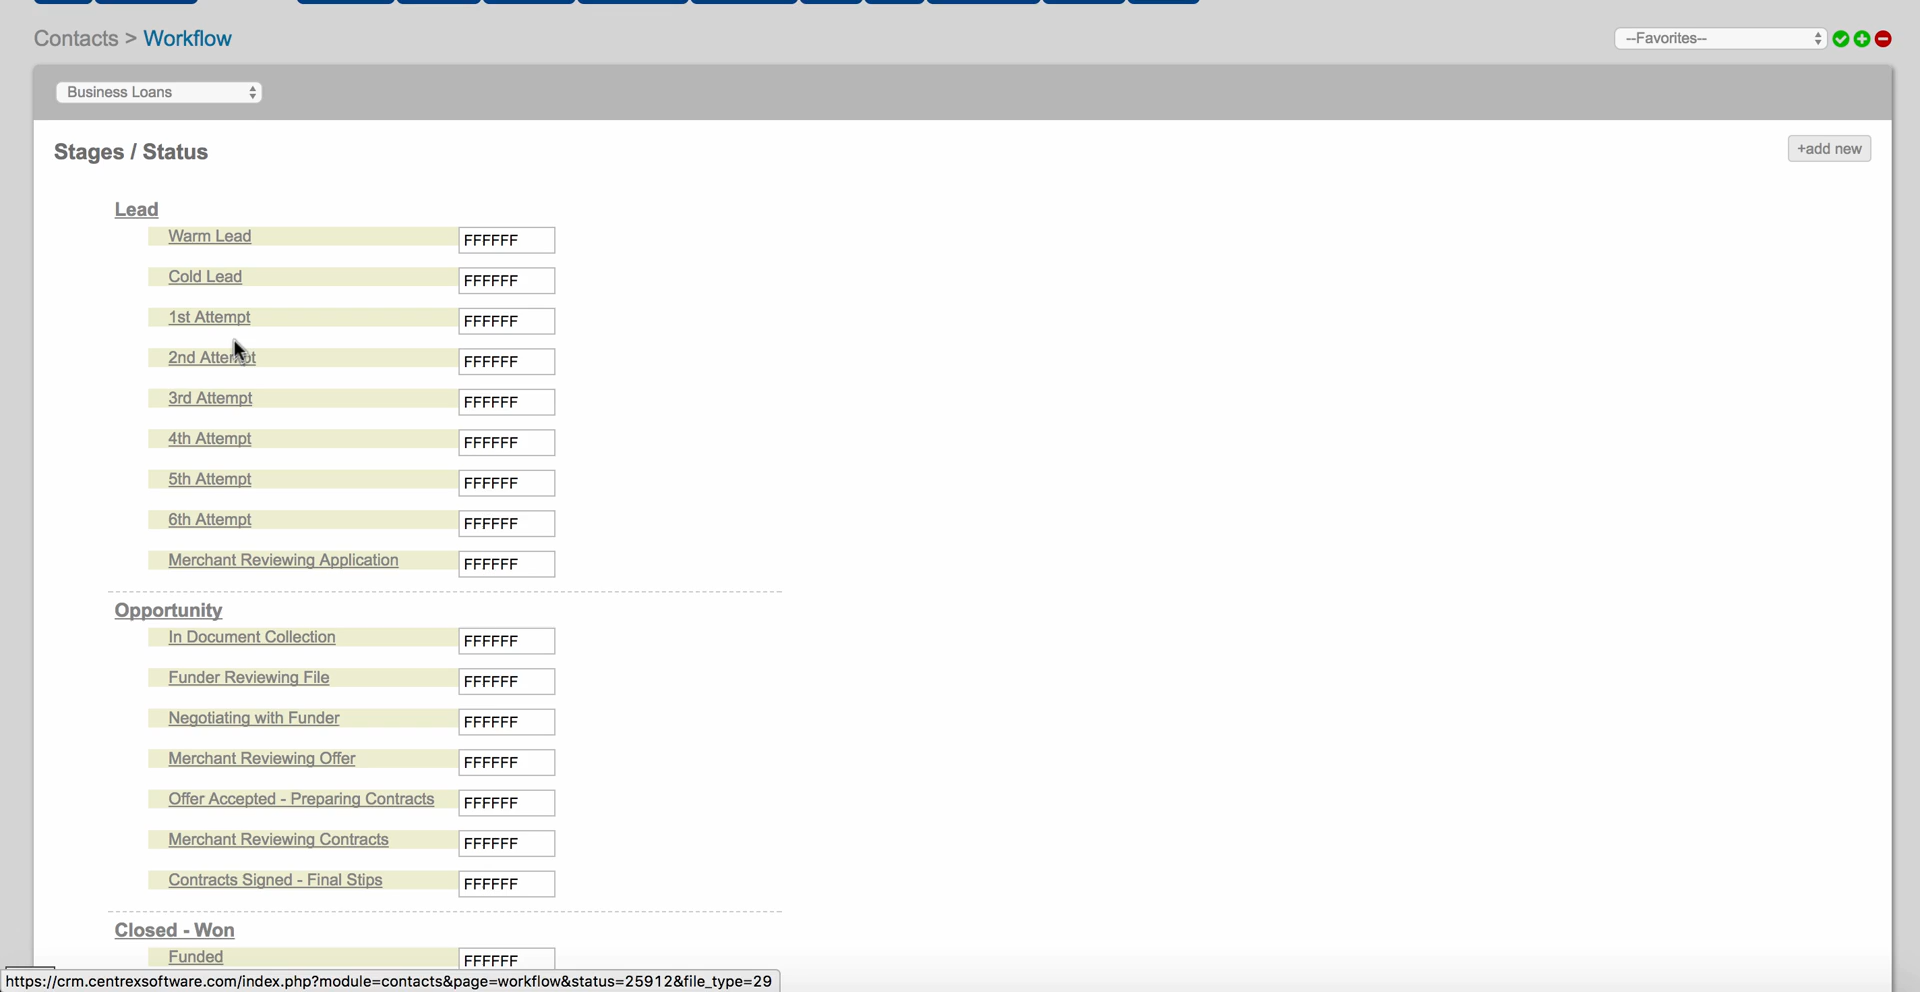 Contacts > Workflow
--Favorites--
Business Loans
Stages / Status
+add new
Lead
Warm Lead FFFFFF
Cold Lead FFFFFF
1st Attempt FFFFFF
2nd Attempt FFFFFF
3rd Attempt FFFFFF
4th Attempt FFFFFF
5th Attempt FFFFFF
6th Attempt FFFFFF
Merchant Reviewing Application FFFFFF
Opportunity
In Document Collection FFFFFF
Funder Reviewing File FFFFFF
Negotiating with Funder FFFFFF
Merchant Reviewing Offer FFFFFF
Offer Accepted - Preparing Contracts FFFFFF
Merchant Reviewing Contracts FFFFFF
Contracts Signed - Final Stips FFFFFF
Closed - Won
Funded FFFFFF
https://crm.centrexsoftware.com/index.php?module=contacts&page=workflow&status=25912&file_type=29